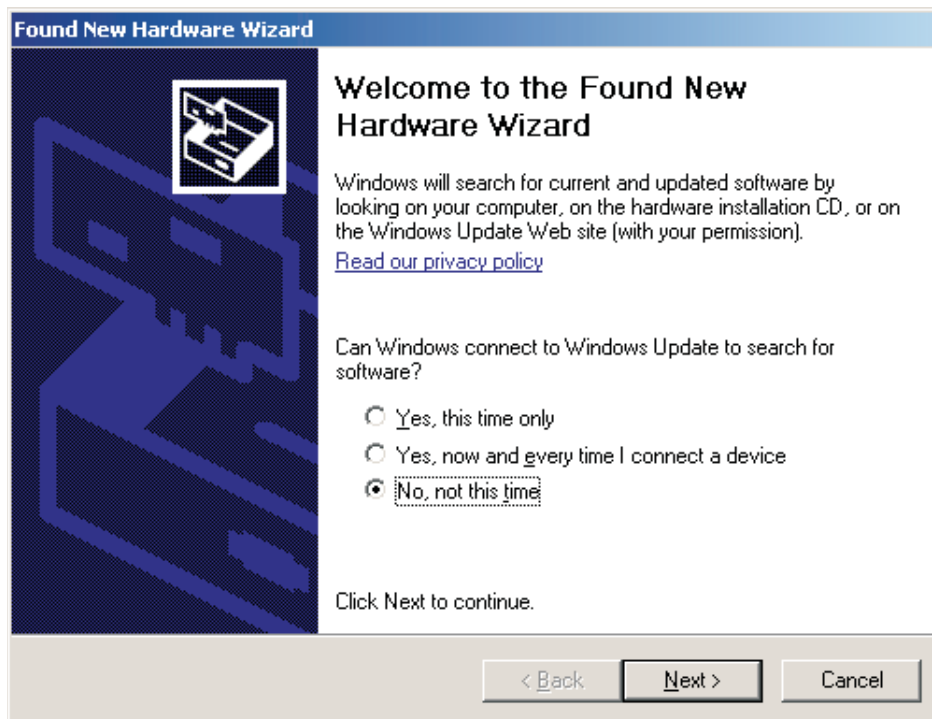 Found New Hardware Wizard
Welcome to the Found New
Hardware Wizard
Windows will search for current and updated software by
looking on your computer, on the hardware installation CD, or on
the Windows Update Web site (with your permission).
Read our privacy policy
Can Windows connect to Windows Update to search for
software?
Yes, this time only
Yes, now and every time I connect a device
No, not this time
Click Next to continue.
< Back
Next >
Cancel